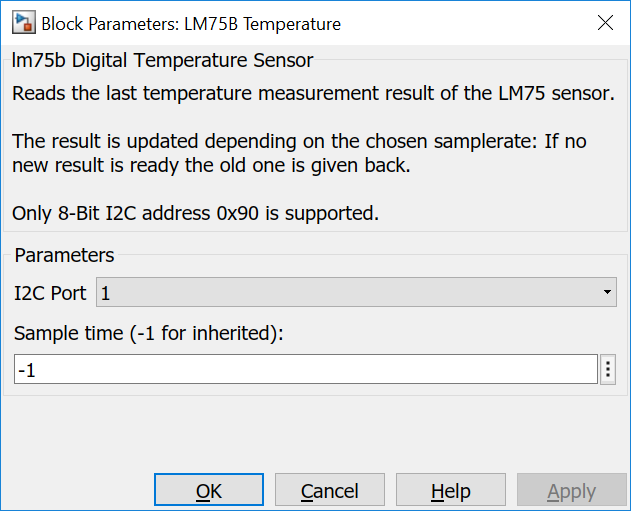 Block Parameters: LM75B Temperature
lm75b Digital Temperature Sensor
Reads the last temperature measurement result of the LM75 sensor.
The result is updated depending on the chosen samplerate: If no
new result is ready the old one is given back.
Only 8-Bit I2C address 0x90 is supported.
Parameters
I2C Port 1
Sample time (-1 for inherited):
-1
OK Cancel Help Apply